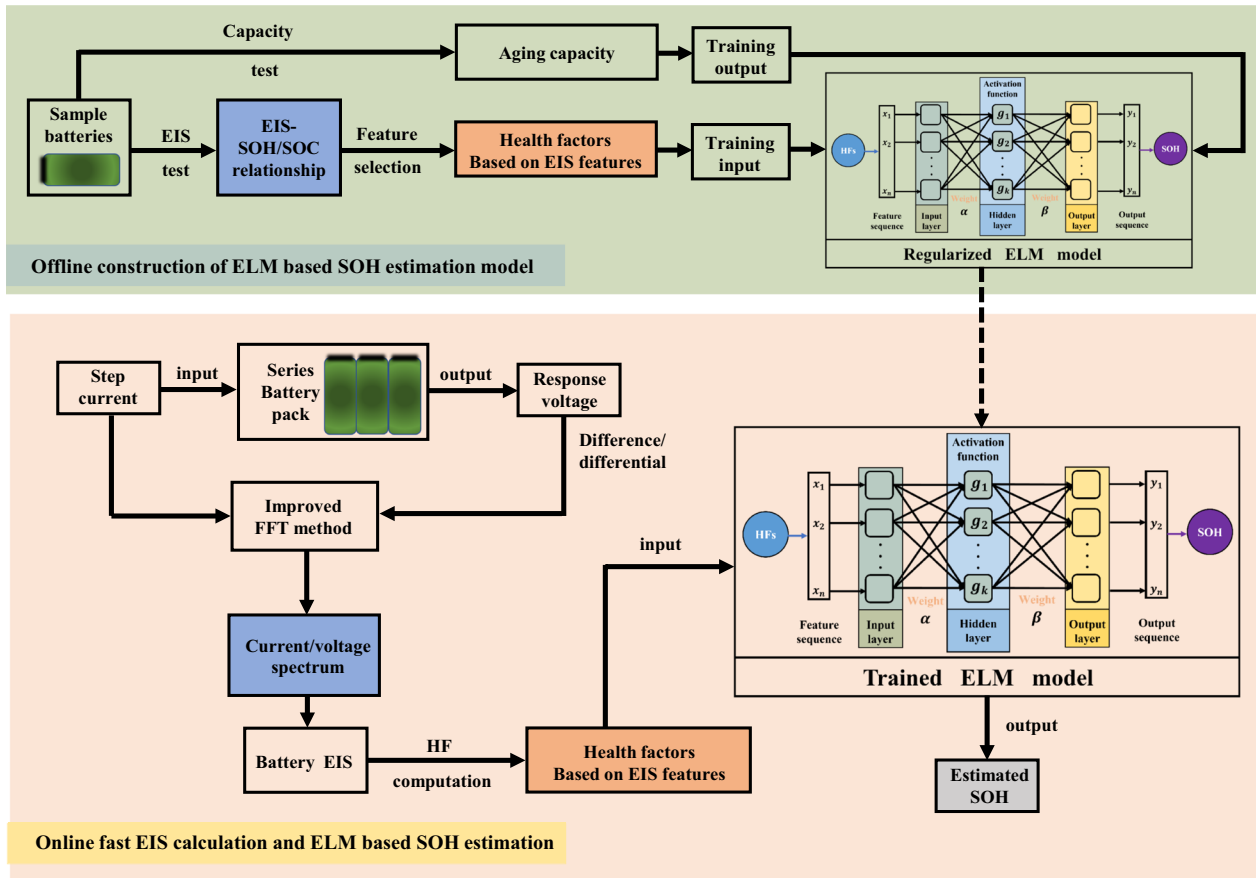 Capacity
test
Aging capacity
Training
output
Sample
batteries
EIS
test
EIS-
SOH/SOC
relationship
Feature
selection
Health factors
Based on EIS features
Training
input
Activation
function
HFs
x1
x2
xn
g1
g2
gk
y1
y2
yn
SOH
Weight
α
Weight
β
Feature
sequence
Input
layer
Hidden
layer
Output
layer
Output
sequence
Regularized ELM model
Offline construction of ELM based SOH estimation model
Step
current
input
Series
Battery
pack
output
Response
voltage
Difference/
differential
Improved
FFT method
Current/voltage
spectrum
Battery EIS
HF
computation
Health factors
Based on EIS features
input
Activation
function
HFs
x1
x2
xn
g1
g2
gk
y1
y2
yn
SOH
Weight
α
Weight
β
Feature
sequence
Input
layer
Hidden
layer
Output
layer
Output
sequence
Trained ELM model
output
Estimated
SOH
Online fast EIS calculation and ELM based SOH estimation